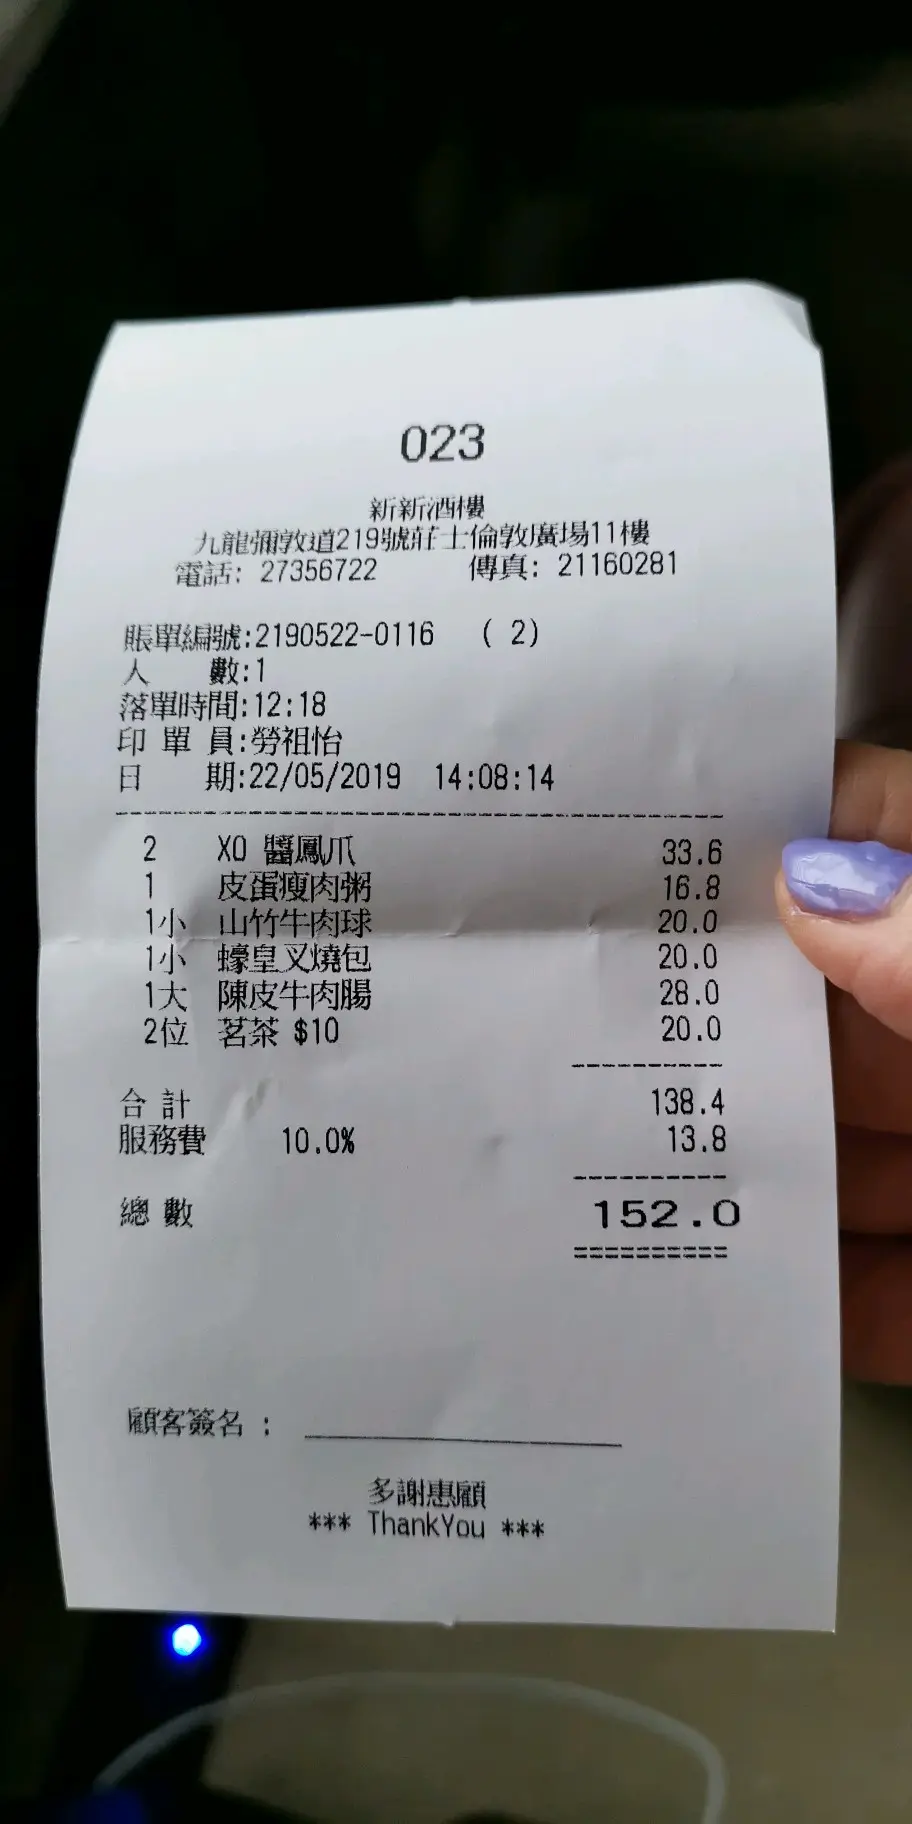 023
新新酒樓
九龍彌敦道219號莊士倫敦廣場11樓
電話: 27356722 傳真: 21160281
賬單編號:2190522-0116 ( 2)
人 數:1
落單時間:12:18
印 單 員:勞祖怡
日 期:22/05/2019 14:08:14
2 XO 醬鳳爪 33.6
1 皮蛋瘦肉粥 16.8
1小 山竹牛肉球 20.0
1小 蠔皇叉燒包 20.0
1大 陳皮牛肉腸 28.0
2位 茗茶 $10 20.0
合 計 138.4
服務費 10.0% 13.8
總 數 152.0
==========
顧客簽名 :
多謝惠顧
*** ThankYou ***